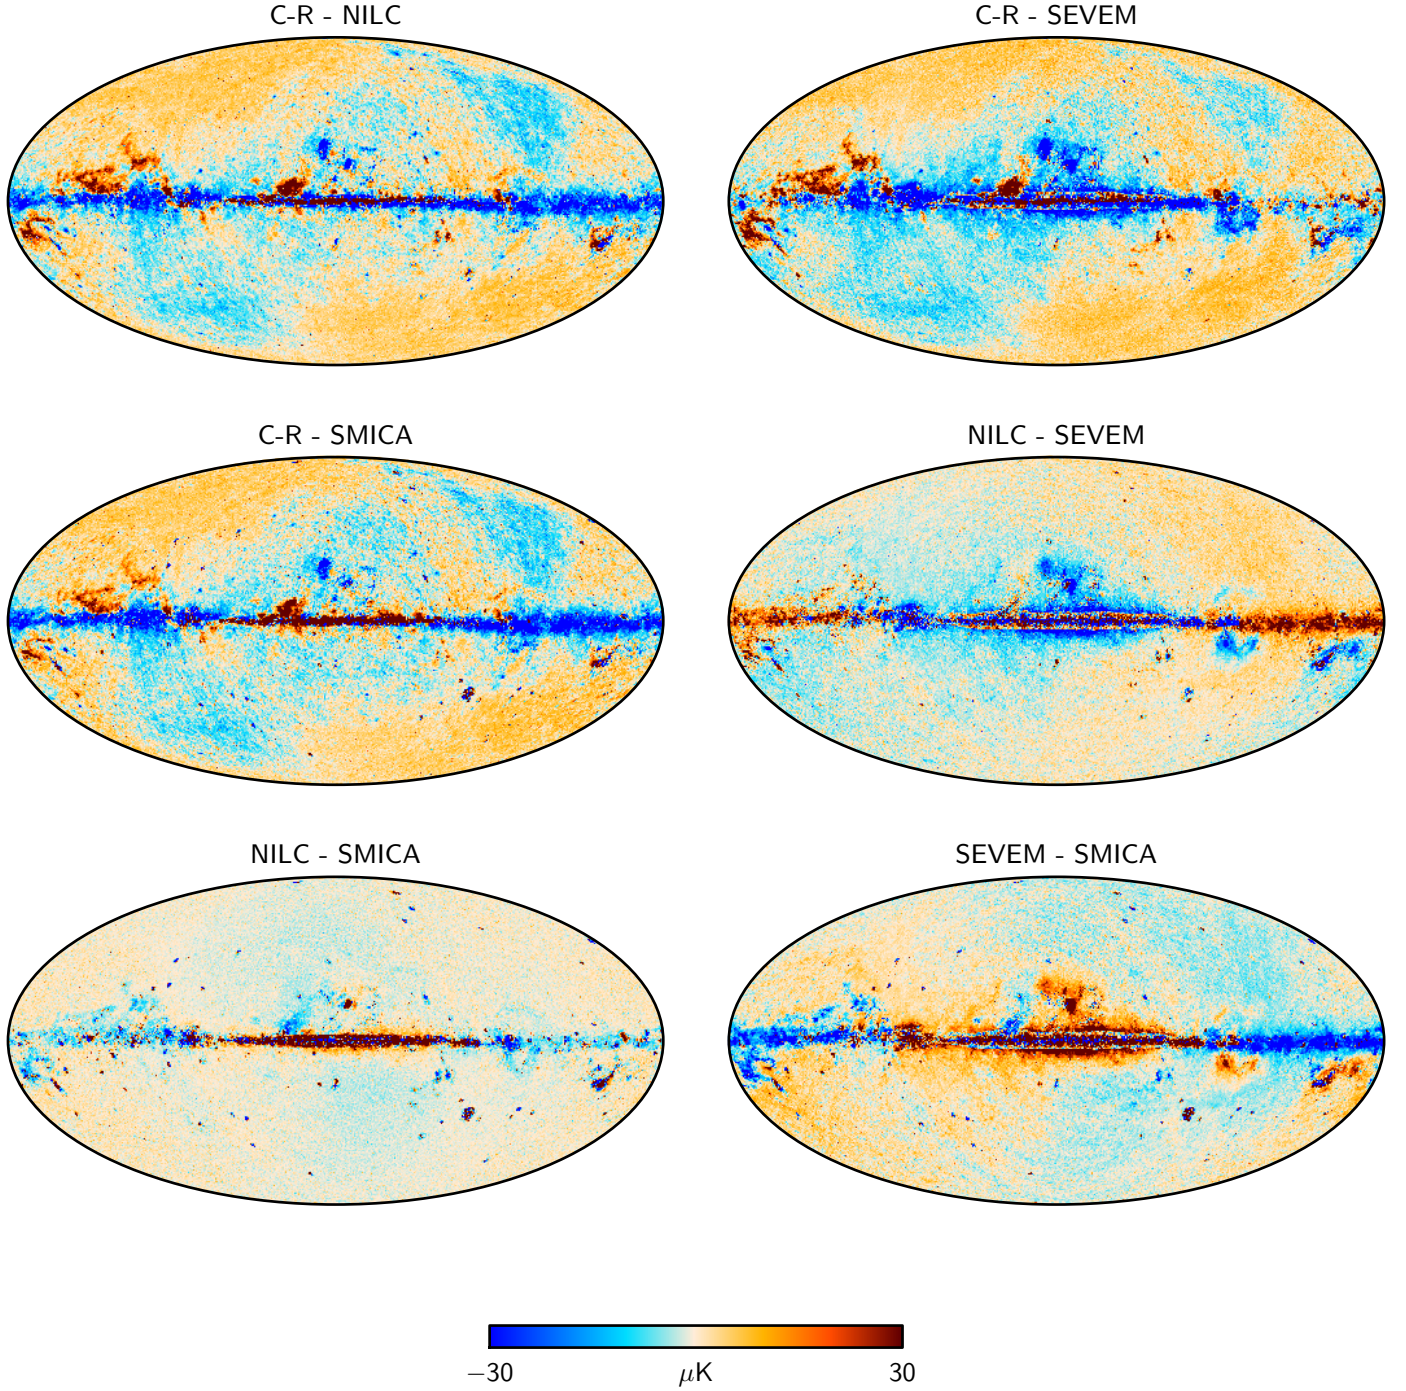 C-R - NILC
C-R - SEVEM
C-R - SMICA
NILC - SEVEM
NILC - SMICA
SEVEM - SMICA
−30
μK
30